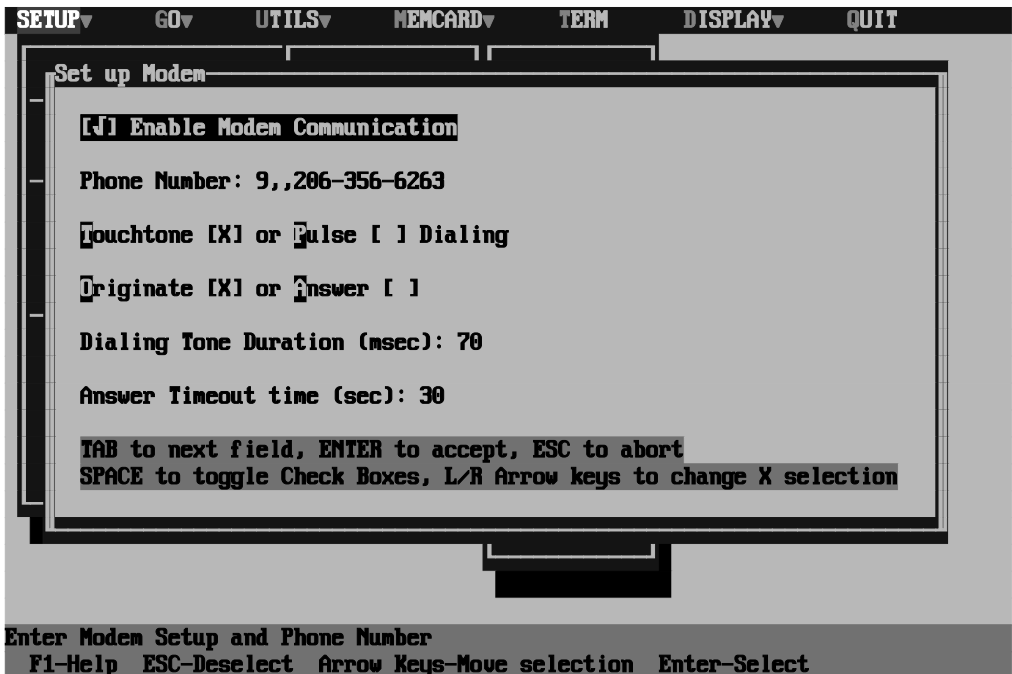 SETUP▼ GO▼ UTILS▼ MEMCARD▼ TERM DISPLAY▼ QUIT
Set up Modem
[√] Enable Modem Communication
Phone Number: 9,,206-356-6263
Touchtone [X] or Pulse [ ] Dialing
Originate [X] or Answer [ ]
Dialing Tone Duration (msec): 70
Answer Timeout time (sec): 30
TAB to next field, ENTER to accept, ESC to abort
SPACE to toggle Check Boxes, L/R Arrow keys to change X selection
Enter Modem Setup and Phone Number
F1-Help ESC-Deselect Arrow Keys-Move selection Enter-Select